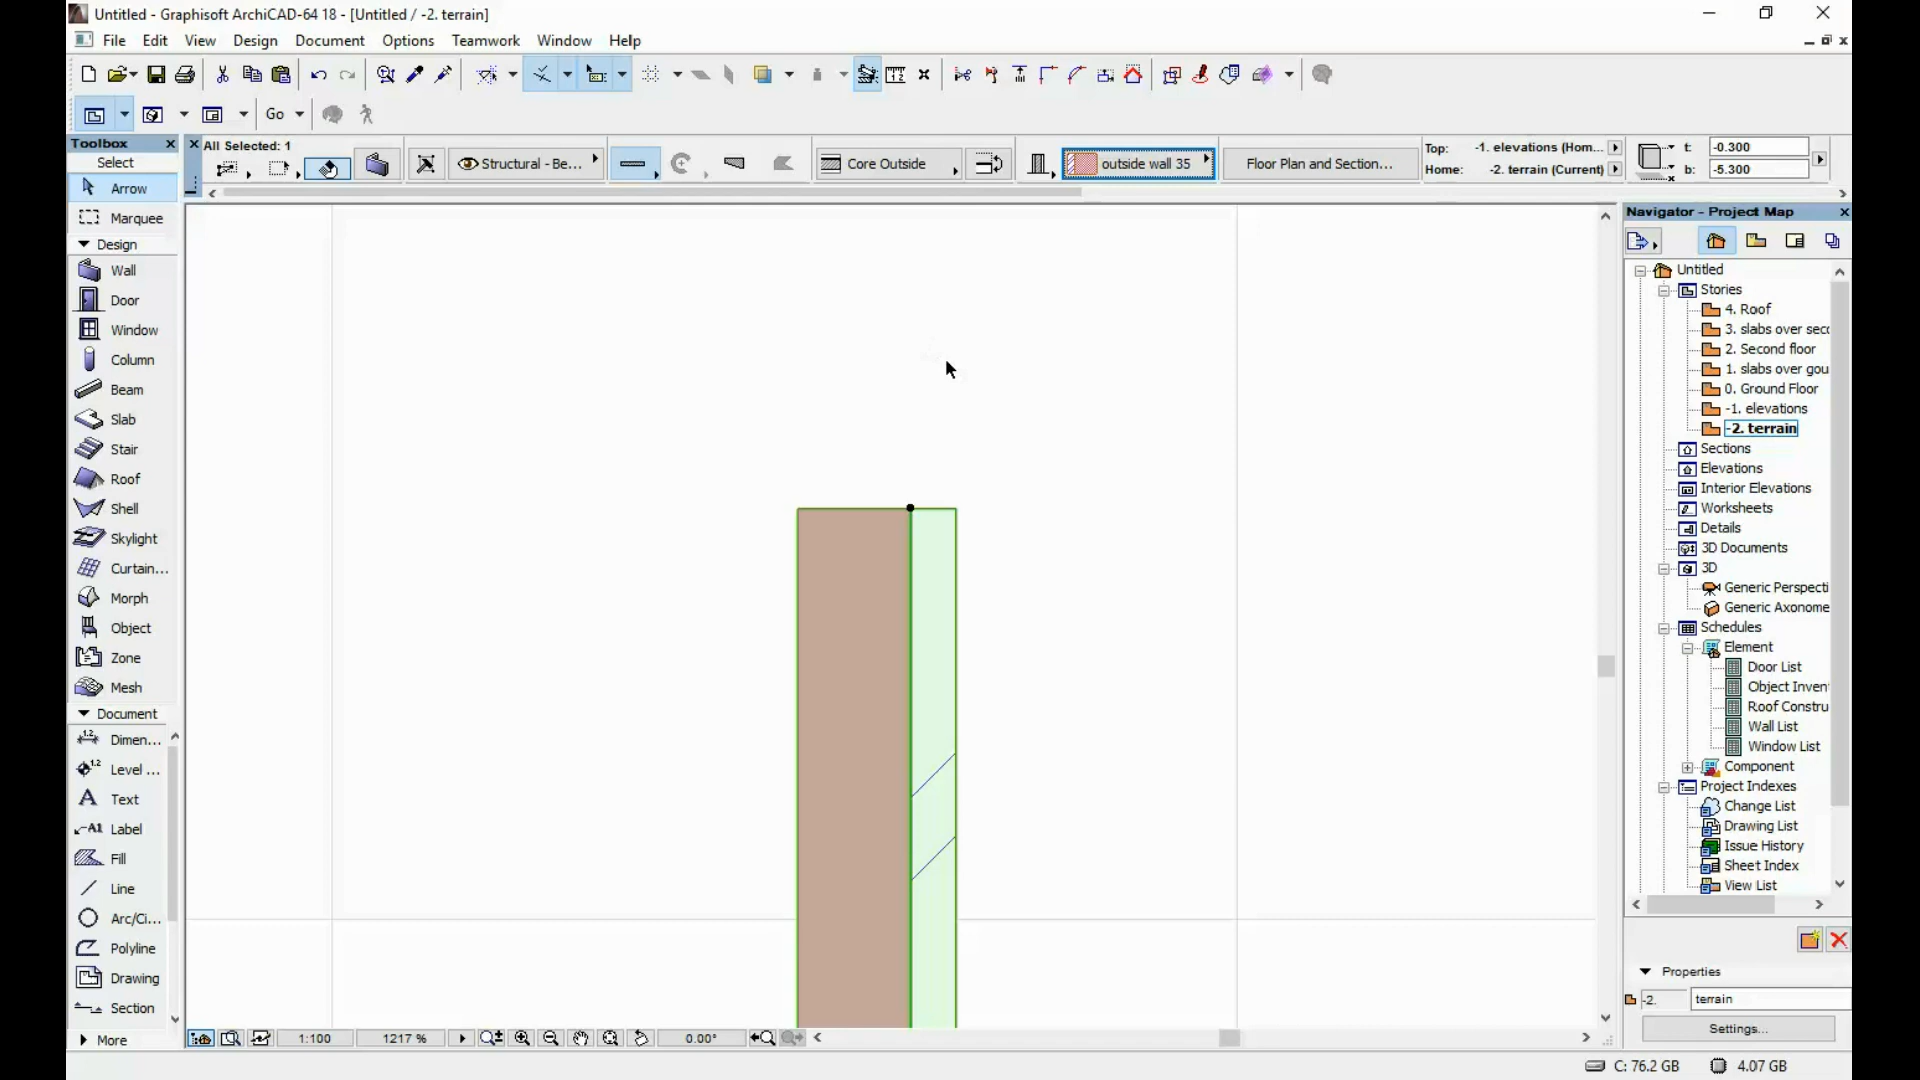 Untitled - Graphisoft ArchiCAD-64 18 - [Untitled / -2. terrain]
File Edit View Design Document Options Teamwork Window Help
Go
Toolbox
Select
Arrow
Marquee
Design
Wall
Door
Window
Column
Beam
Slab
Stair
Roof
Shell
Skylight
Curtain...
Morph
Object
Zone
Mesh
Document
Dimen...
Level ...
Text
Label
Fill
Line
Arc/Ci...
Polyline
Drawing
Section
More
All Selected: 1
Structural - Be...
Core Outside
outside wall 35
Floor Plan and Section...
Top: -1. elevations (Hom...
Home: -2. terrain (Current)
t: -0.300
b: -5.300
Navigator - Project Map
Untitled
Stories
4. Roof
3. slabs over seco
2. Second floor
1. slabs over gou
0. Ground Floor
-1. elevations
-2. terrain
Sections
Elevations
Interior Elevations
Worksheets
Details
3D Documents
3D
Generic Perspecti
Generic Axonome
Schedules
Element
Door List
Object Inven
Roof Constru
Wall List
Window List
Component
Project Indexes
Change List
Drawing List
Issue History
Sheet Index
View List
Properties
-2. terrain
Settings...
1:100
1217 %
0.00°
C: 76.2 GB
4.07 GB